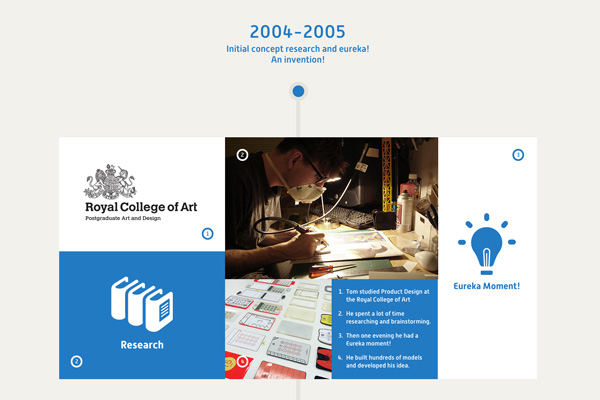 2004-2005
Initial concept research and eureka!
An invention!
Royal College of Art
Postgraduate Art and Design
1
2
Research
2
1. Tom studied Product Design at
the Royal College of Art
2. He spent a lot of time
researching and brainstorming.
3. Then one evening he had a
Eureka moment!
4. He built hundreds of models
and developed his idea.
4
3
Eureka Moment!